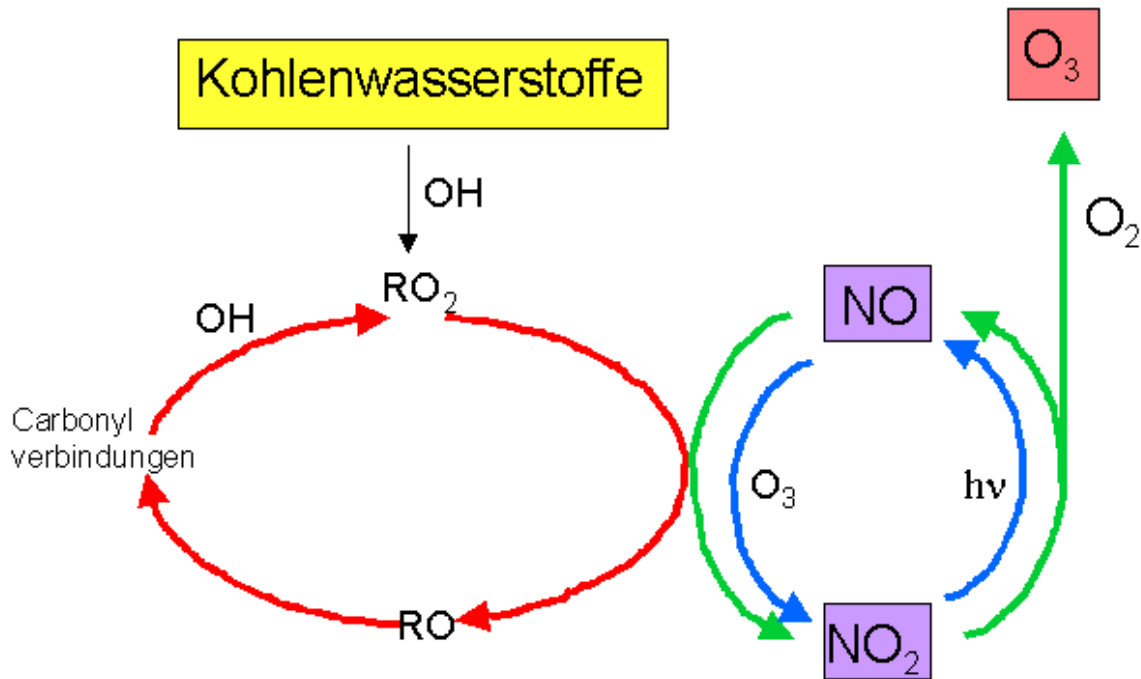 Kohlenwasserstoffe
O₃
OH
O₂
RO₂
NO
OH
Carbonyl
verbindungen
O₃
hν
RO
NO₂